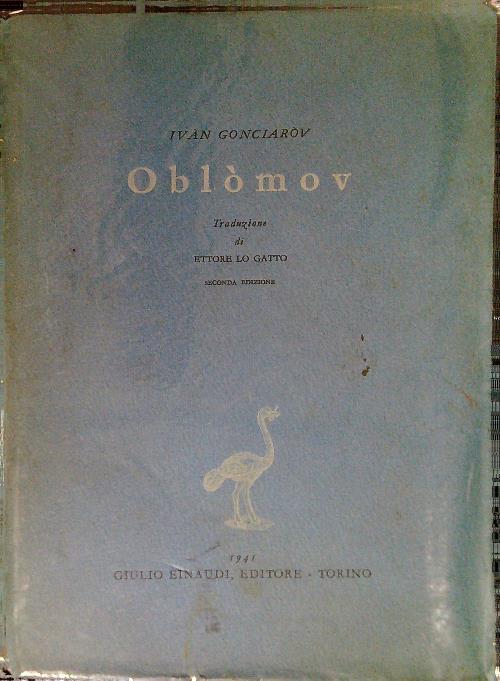 IVÀN GONCIARÒV
Oblòmov
Traduzione
di
ETTORE LO GATTO
SECONDA EDIZIONE
1941
GIULIO EINAUDI, EDITORE - TORINO